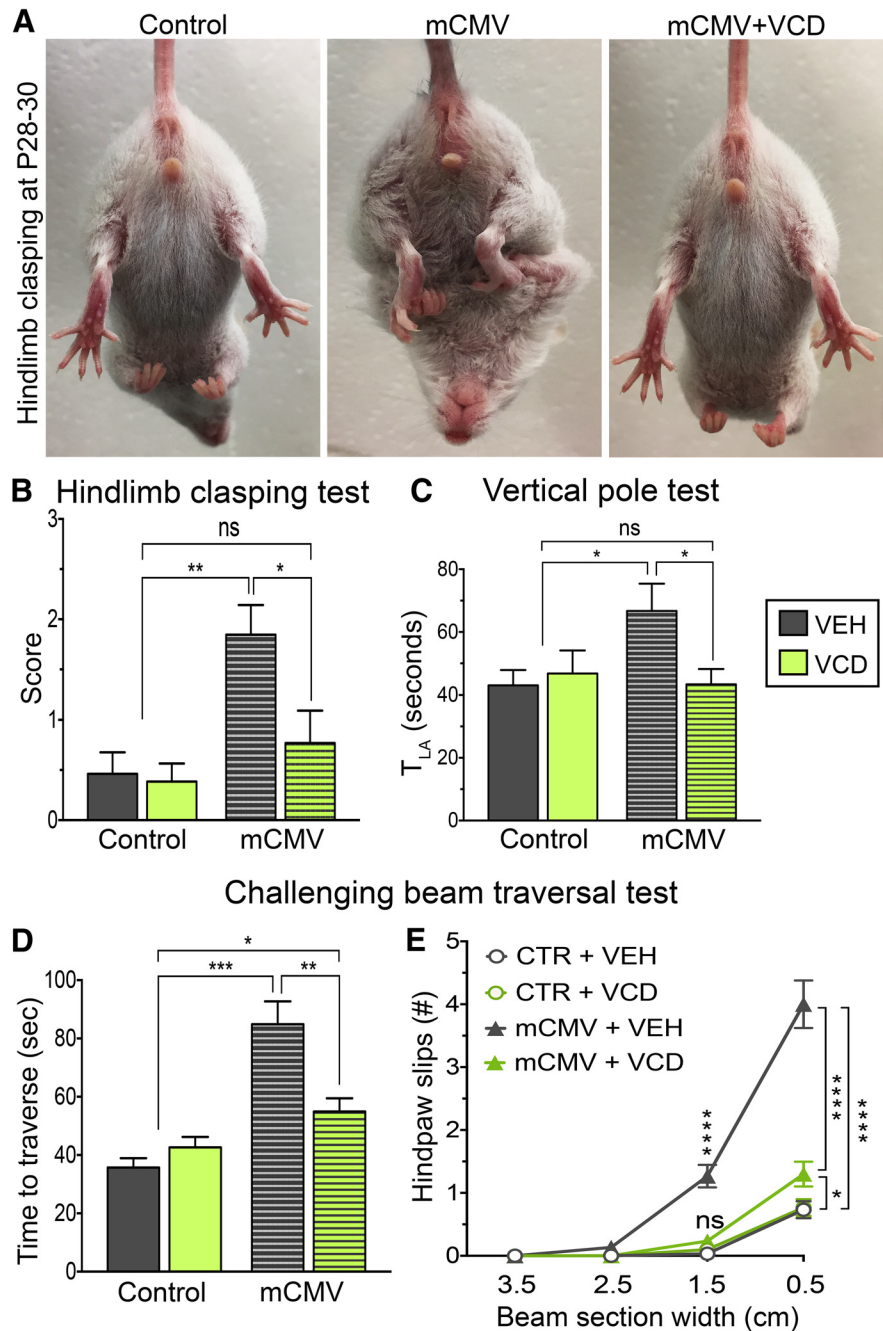 A
Control
mCMV
mCMV+VCD
Hindlimb clasping at P28-30
B
Hindlimb clasping test
ns
**
*
3
2
1
0
Score
Control
mCMV
C
Vertical pole test
ns
*
*
80
60
40
20
0
TLA (seconds)
Control
mCMV
VEH
VCD
Challenging beam traversal test
D
*
***
**
100
80
60
40
20
0
Time to traverse (sec)
Control
mCMV
E
CTR + VEH
CTR + VCD
mCMV + VEH
mCMV + VCD
5
4
3
2
1
0
Hindpaw slips (#)
****
ns
****
****
*
3.5
2.5
1.5
0.5
Beam section width (cm)